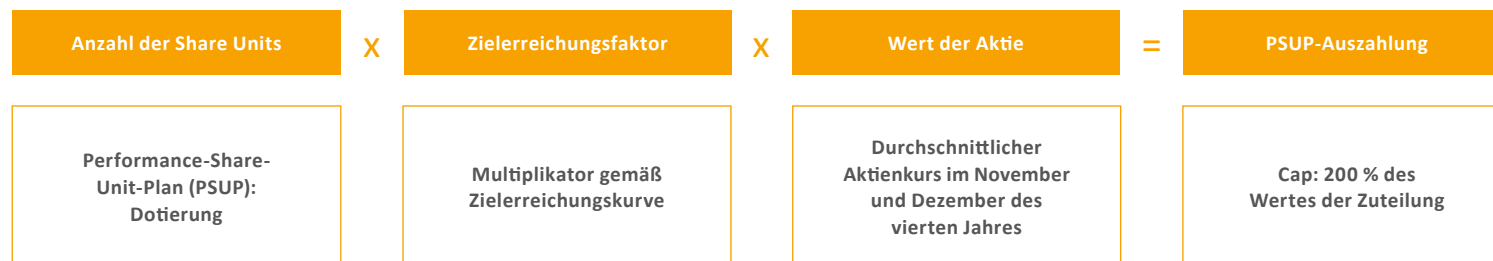 Anzahl der Share Units x Zielerreichungsfaktor x Wert der Aktie = PSUP-Auszahlung
Performance-Share-
Unit-Plan (PSUP):
Dotierung
Multiplikator gemäß
Zielerreichungskurve
Durchschnittlicher
Aktienkurs im November
und Dezember des
vierten Jahres
Cap: 200 % des
Wertes der Zuteilung